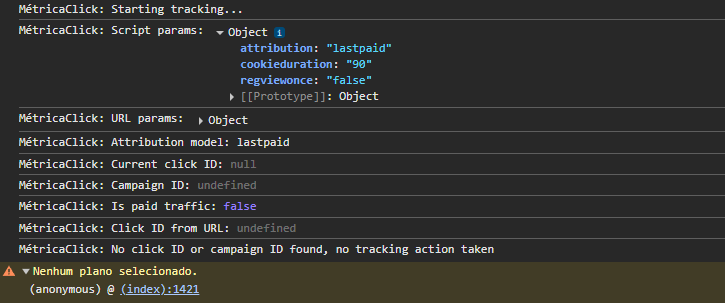 MétricaClick: Starting tracking...
MétricaClick: Script params: Object i
attribution: "lastpaid"
cookieduration: "90"
regviewonce: "false"
[[Prototype]]: Object
MétricaClick: URL params: Object
MétricaClick: Attribution model: lastpaid
MétricaClick: Current click ID: null
MétricaClick: Campaign ID: undefined
MétricaClick: Is paid traffic: false
MétricaClick: Click ID from URL: undefined
MétricaClick: No click ID or campaign ID found, no tracking action taken
Nenhum plano selecionado.
(anonymous) @ (index):1421